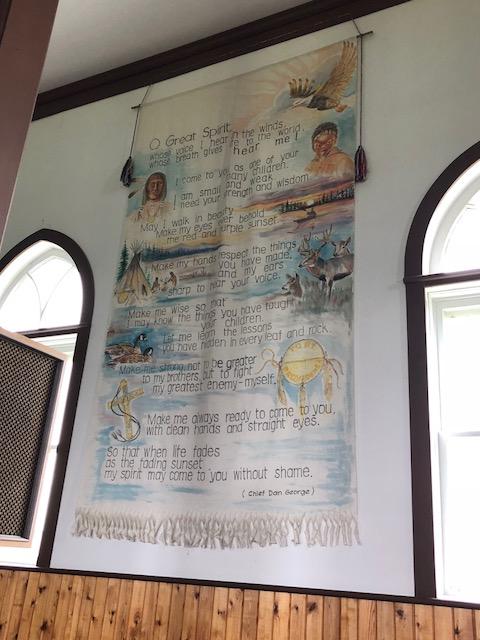 O Great Spirit,
whose voice I hear in the winds,
whose breath gives life to the world,
hear me!
I come to you as one of your
many children.
I am small and weak
I need your strength and wisdom
May I walk in beauty
Make my eyes ever behold
the red and purple sunset.
Make my hands respect the things
you have made,
and my ears
sharp to hear your voice.
Make me wise so that
I may know the things you have taught
your children.
Let me learn the lessons
you have hidden in every leaf and rock.
Make me strong, not to be greater
to my brothers, but to fight
my greatest enemy-myself.
Make me always ready to come to you,
with clean hands and straight eyes.
So that when life fades
as the fading sunset
my spirit may come to you without shame.
(Chief Dan George)